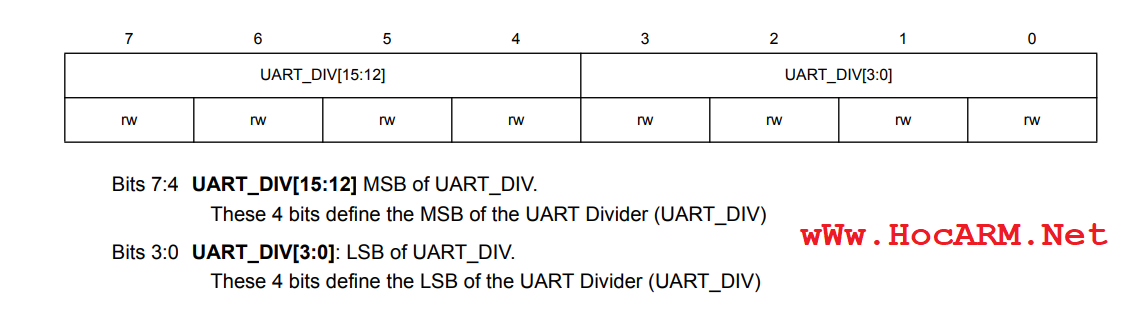 7 6 5 4 3 2 1 0
UART_DIV[15:12] UART_DIV[3:0]
rw rw rw rw rw rw rw rw
Bits 7:4 UART_DIV[15:12] MSB of UART_DIV.
These 4 bits define the MSB of the UART Divider (UART_DIV)
wWw.HocARM.Net
Bits 3:0 UART_DIV[3:0]: LSB of UART_DIV.
These 4 bits define the LSB of the UART Divider (UART_DIV)